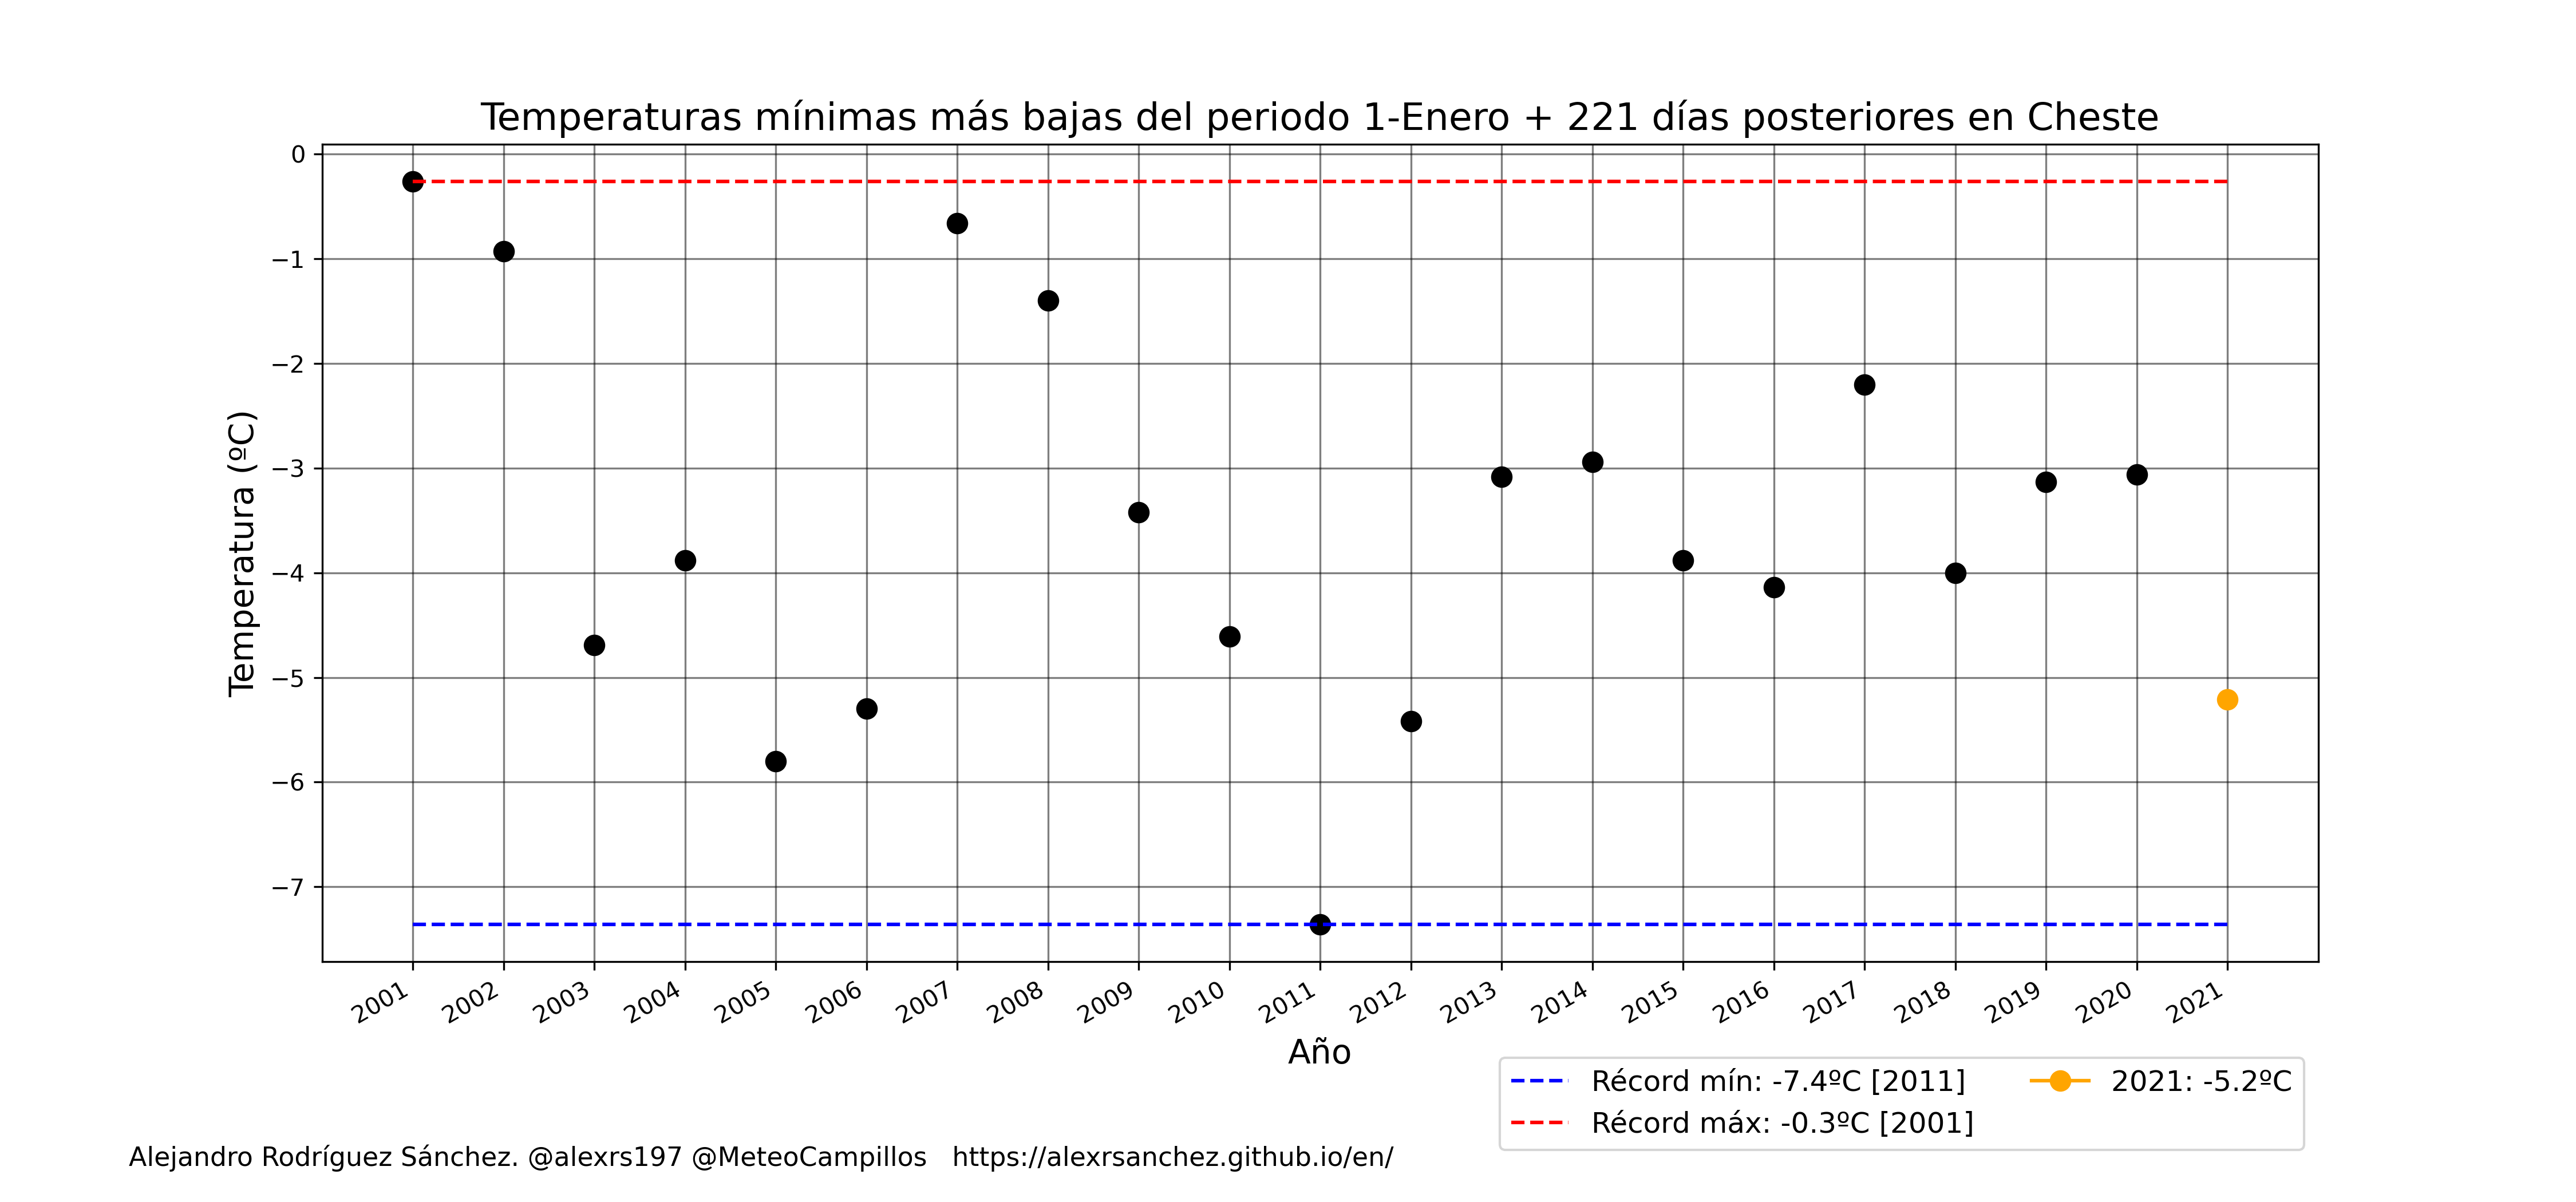 Temperaturas mínimas más bajas del periodo 1-Enero + 221 días posteriores en Cheste
Temperatura (ºC)
0
−1
−2
−3
−4
−5
−6
−7
2001 2002 2003 2004 2005 2006 2007 2008 2009 2010 2011 2012 2013 2014 2015 2016 2017 2018 2019 2020 2021
Año
Récord mín: -7.4ºC [2011]
Récord máx: -0.3ºC [2001]
2021: -5.2ºC
Alejandro Rodríguez Sánchez. @alexrs197 @MeteoCampillos https://alexrsanchez.github.io/en/